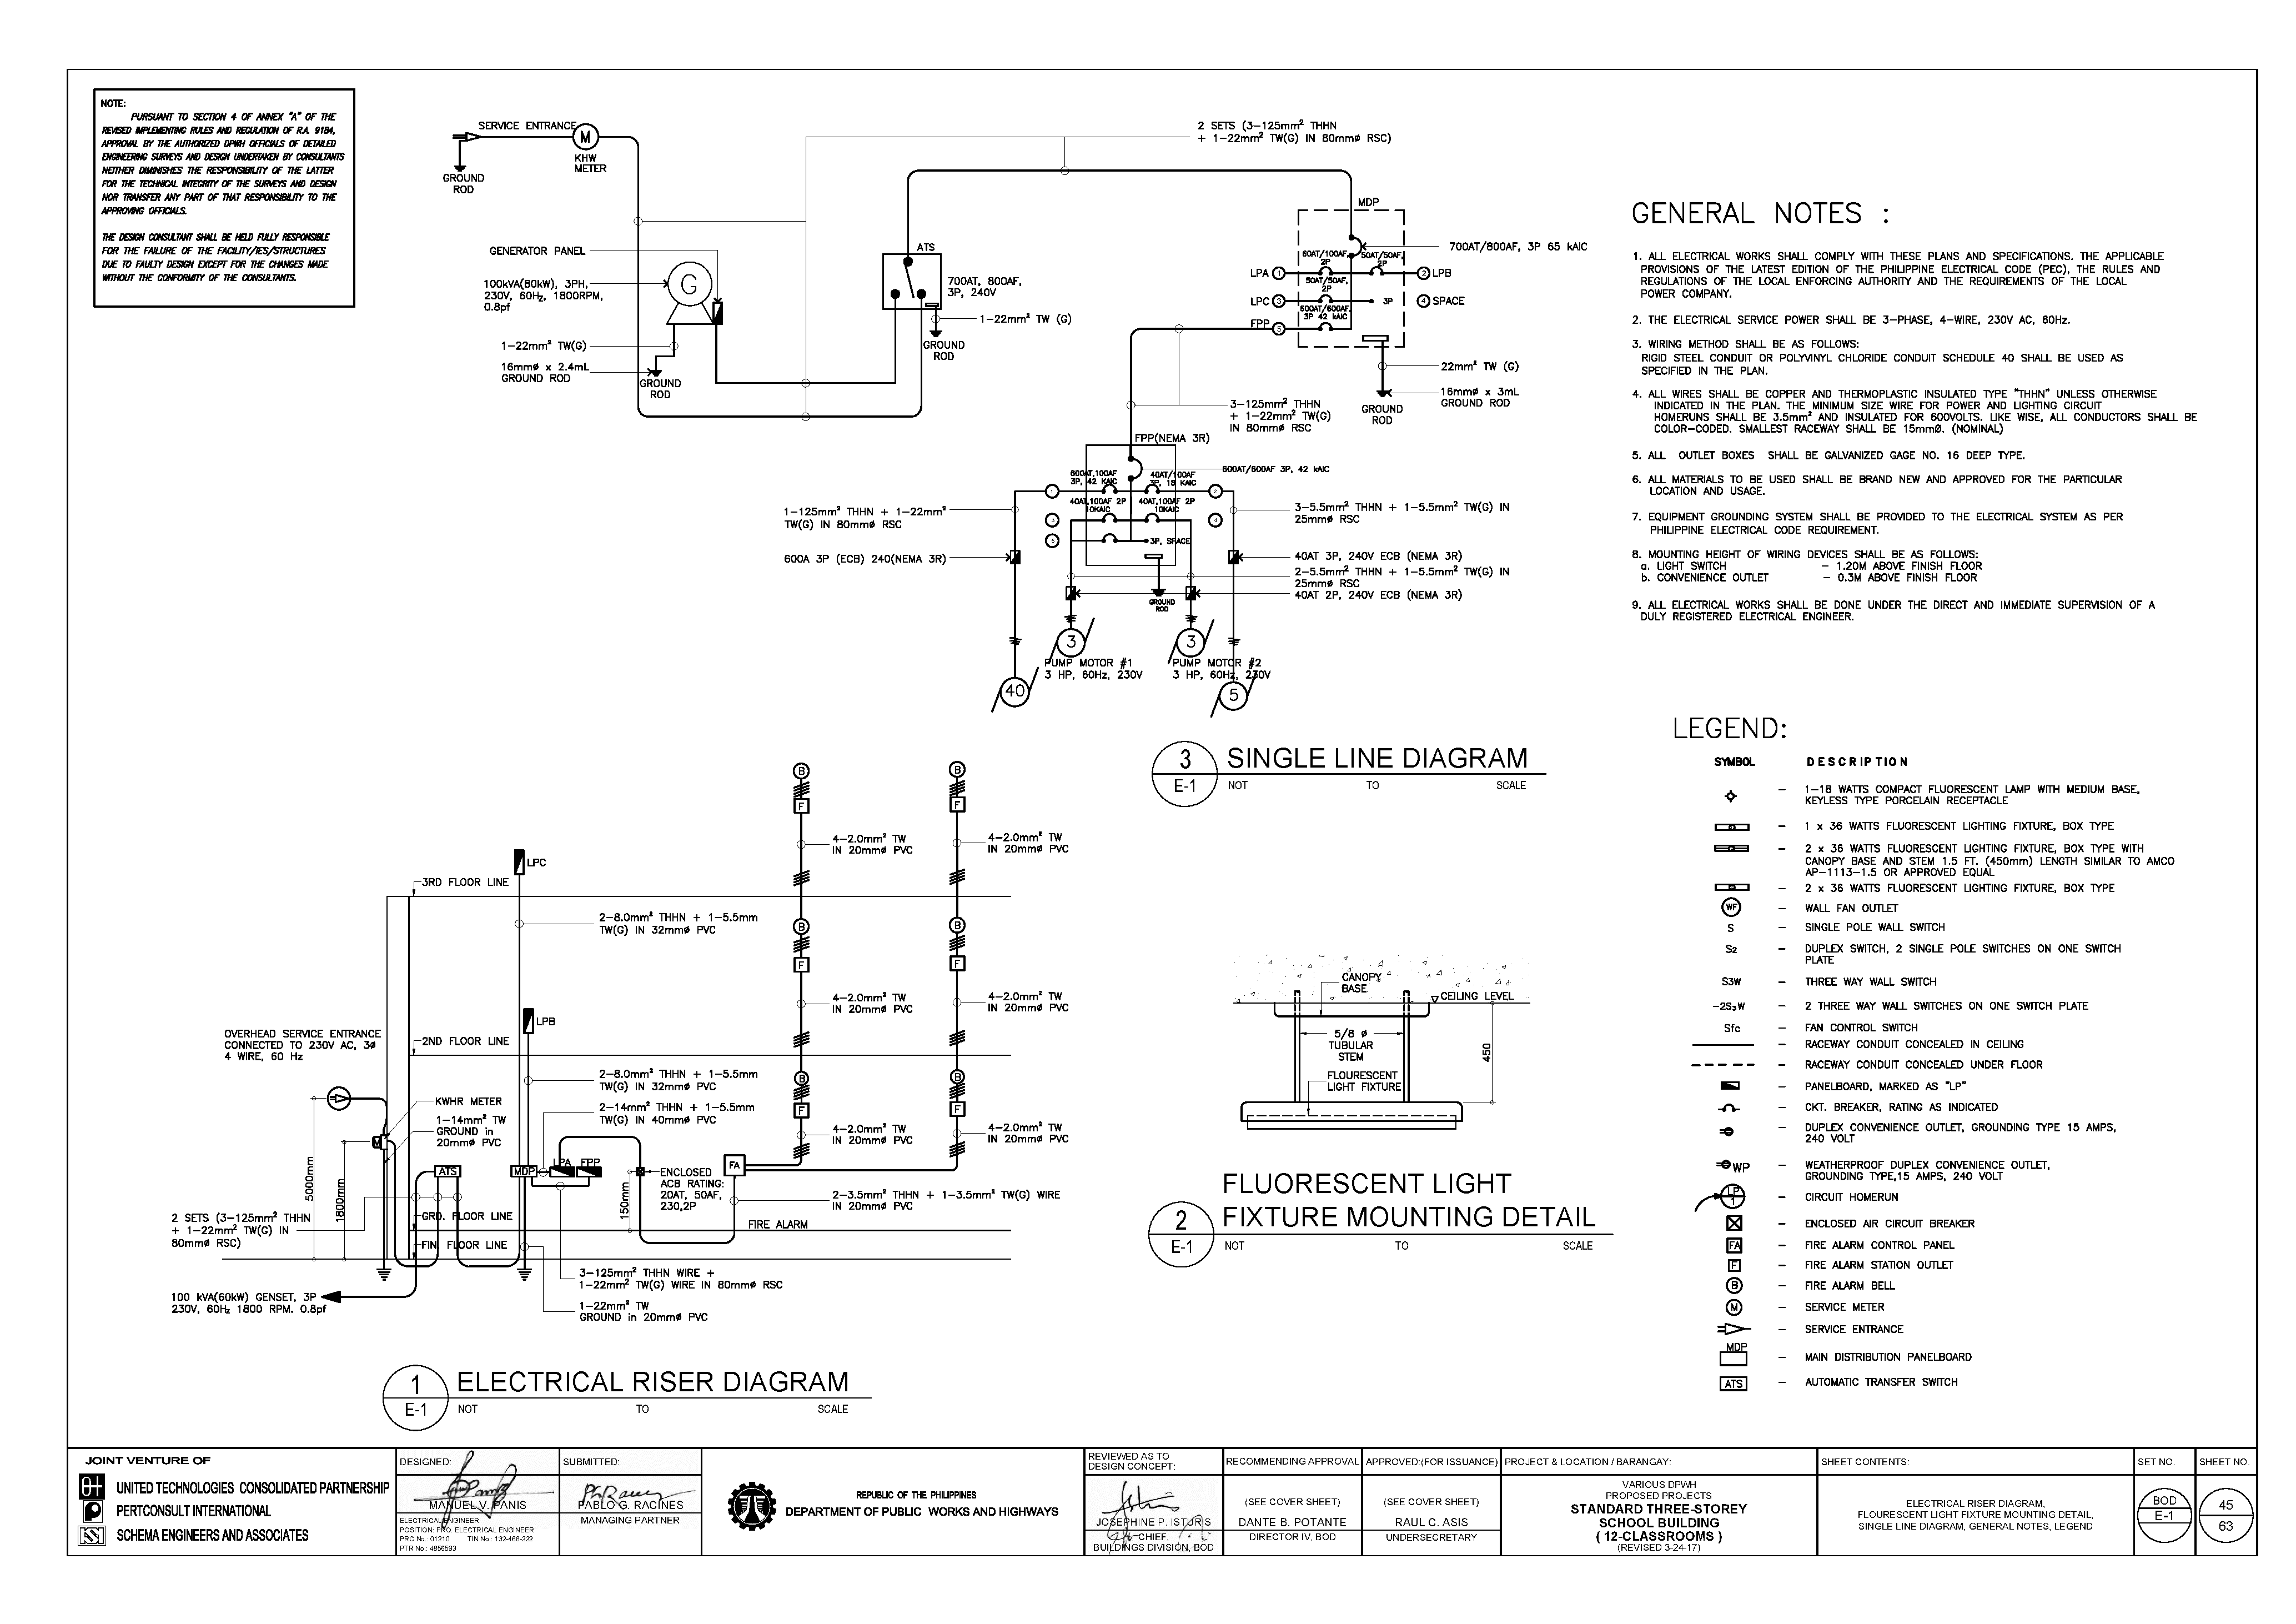 NOTE:
PURSUANT TO SECTION 4 OF ANNEX "A" OF THE
REVISED IMPLEMENTING RULES AND REGULATION OF R.A. 9184,
APPROVAL BY THE AUTHORIZED DPWH OFFICIALS OF DETAILED
ENGINEERING SURVEYS AND DESIGN UNDERTAKEN BY CONSULTANTS
NEITHER DIMINISHES THE RESPONSIBILITY OF THE LATTER
FOR THE TECHNICAL INTEGRITY OF THE SURVEYS AND DESIGN
NOR TRANSFER ANY PART OF THAT RESPONSIBILITY TO THE
APPROVING OFFICIALS.
THE DESIGN CONSULTANT SHALL BE HELD FULLY RESPONSIBLE
FOR THE FAILURE OF THE FACILITY/IES/STRUCTURES
DUE TO FAULTY DESIGN EXCEPT FOR THE CHANGES MADE
WITHOUT THE CONFORMITY OF THE CONSULTANTS.
SERVICE ENTRANCE
M
KHW
METER
GROUND
ROD
2 SETS (3-125mm² THHN
+ 1-22mm² TW(G) IN 80mmø RSC)
GENERATOR PANEL
G
100kVA(80kW), 3PH,
230V, 60Hz, 1800RPM,
0.8pf
1-22mm² TW(G)
16mmø x 2.4mL
GROUND ROD
GROUND
ROD
ATS
700AT, 800AF,
3P, 240V
1-22mm² TW (G)
GROUND
ROD
MDP
700AT/800AF, 3P 65 kAIC
60AT/100AF,
2P
50AT/50AF,
2P
LPA 1
2 LPB
50AT/50AF,
2P
LPC 3
3P
4 SPACE
600AT/600AF,
3P 42 kAIC
FPP 5
22mm² TW (G)
16mmø x 3mL
GROUND ROD
GROUND
ROD
3-125mm² THHN
+ 1-22mm² TW(G)
IN 80mmø RSC
FPP(NEMA 3R)
600AT/600AF 3P, 42 kAIC
600AT,100AF
3P, 42 KAIC
40AT/100AF
3P, 18 KAIC
1
2
40AT,100AF 2P
10KAIC
40AT,100AF 2P
10KAIC
3
4
5
3P, SPACE
1-125mm² THHN + 1-22mm²
TW(G) IN 80mmø RSC
600A 3P (ECB) 240(NEMA 3R)
3-5.5mm² THHN + 1-5.5mm² TW(G) IN
25mmø RSC
40AT 3P, 240V ECB (NEMA 3R)
2-5.5mm² THHN + 1-5.5mm² TW(G) IN
25mmø RSC
40AT 2P, 240V ECB (NEMA 3R)
GROUND
ROD
3
3
PUMP MOTOR #1
3 HP, 60Hz, 230V
PUMP MOTOR #2
3 HP, 60Hz, 230V
40
5
3
E-1
SINGLE LINE DIAGRAM
NOT TO SCALE
GENERAL NOTES :
1. ALL ELECTRICAL WORKS SHALL COMPLY WITH THESE PLANS AND SPECIFICATIONS. THE APPLICABLE
PROVISIONS OF THE LATEST EDITION OF THE PHILIPPINE ELECTRICAL CODE (PEC), THE RULES AND
REGULATIONS OF THE LOCAL ENFORCING AUTHORITY AND THE REQUIREMENTS OF THE LOCAL
POWER COMPANY.
2. THE ELECTRICAL SERVICE POWER SHALL BE 3-PHASE, 4-WIRE, 230V AC, 60Hz.
3. WIRING METHOD SHALL BE AS FOLLOWS:
RIGID STEEL CONDUIT OR POLYVINYL CHLORIDE CONDUIT SCHEDULE 40 SHALL BE USED AS
SPECIFIED IN THE PLAN.
4. ALL WIRES SHALL BE COPPER AND THERMOPLASTIC INSULATED TYPE "THHN" UNLESS OTHERWISE
INDICATED IN THE PLAN. THE MINIMUM SIZE WIRE FOR POWER AND LIGHTING CIRCUIT
HOMERUNS SHALL BE 3.5mm² AND INSULATED FOR 600VOLTS. LIKE WISE, ALL CONDUCTORS SHALL BE
COLOR-CODED. SMALLEST RACEWAY SHALL BE 15mmØ. (NOMINAL)
5. ALL OUTLET BOXES SHALL BE GALVANIZED GAGE NO. 16 DEEP TYPE.
6. ALL MATERIALS TO BE USED SHALL BE BRAND NEW AND APPROVED FOR THE PARTICULAR
LOCATION AND USAGE.
7. EQUIPMENT GROUNDING SYSTEM SHALL BE PROVIDED TO THE ELECTRICAL SYSTEM AS PER
PHILIPPINE ELECTRICAL CODE REQUIREMENT.
8. MOUNTING HEIGHT OF WIRING DEVICES SHALL BE AS FOLLOWS:
a. LIGHT SWITCH - 1.20M ABOVE FINISH FLOOR
b. CONVENIENCE OUTLET - 0.3M ABOVE FINISH FLOOR
9. ALL ELECTRICAL WORKS SHALL BE DONE UNDER THE DIRECT AND IMMEDIATE SUPERVISION OF A
DULY REGISTERED ELECTRICAL ENGINEER.
LEGEND:
SYMBOL DESCRIPTION
- 1-18 WATTS COMPACT FLUORESCENT LAMP WITH MEDIUM BASE,
KEYLESS TYPE PORCELAIN RECEPTACLE
- 1 x 36 WATTS FLUORESCENT LIGHTING FIXTURE, BOX TYPE
- 2 x 36 WATTS FLUORESCENT LIGHTING FIXTURE, BOX TYPE WITH
CANOPY BASE AND STEM 1.5 FT. (450mm) LENGTH SIMILAR TO AMCO
AP-1113-1.5 OR APPROVED EQUAL
- 2 x 36 WATTS FLUORESCENT LIGHTING FIXTURE, BOX TYPE
WF - WALL FAN OUTLET
S - SINGLE POLE WALL SWITCH
S2 - DUPLEX SWITCH, 2 SINGLE POLE SWITCHES ON ONE SWITCH
PLATE
S3W - THREE WAY WALL SWITCH
-2S3W - 2 THREE WAY WALL SWITCHES ON ONE SWITCH PLATE
Sfc - FAN CONTROL SWITCH
- RACEWAY CONDUIT CONCEALED IN CEILING
- RACEWAY CONDUIT CONCEALED UNDER FLOOR
- PANELBOARD, MARKED AS "LP"
- CKT. BREAKER, RATING AS INDICATED
- DUPLEX CONVENIENCE OUTLET, GROUNDING TYPE 15 AMPS,
240 VOLT
WP - WEATHERPROOF DUPLEX CONVENIENCE OUTLET,
GROUNDING TYPE,15 AMPS, 240 VOLT
LP
1 - CIRCUIT HOMERUN
- ENCLOSED AIR CIRCUIT BREAKER
FA - FIRE ALARM CONTROL PANEL
F - FIRE ALARM STATION OUTLET
B - FIRE ALARM BELL
M - SERVICE METER
- SERVICE ENTRANCE
MDP
- MAIN DISTRIBUTION PANELBOARD
ATS - AUTOMATIC TRANSFER SWITCH
B
B
F
F
4-2.0mm² TW
IN 20mmø PVC
4-2.0mm² TW
IN 20mmø PVC
LPC
3RD FLOOR LINE
2-8.0mm² THHN + 1-5.5mm
TW(G) IN 32mmø PVC
B
B
F
F
4-2.0mm² TW
IN 20mmø PVC
4-2.0mm² TW
IN 20mmø PVC
LPB
OVERHEAD SERVICE ENTRANCE
CONNECTED TO 230V AC, 3ø
4 WIRE, 60 Hz
2ND FLOOR LINE
2-8.0mm² THHN + 1-5.5mm
TW(G) IN 32mmø PVC
B
B
F
F
KWHR METER
1-14mm² TW
GROUND in
20mmø PVC
2-14mm² THHN + 1-5.5mm
TW(G) IN 40mmø PVC
4-2.0mm² TW
IN 20mmø PVC
4-2.0mm² TW
IN 20mmø PVC
M
5000mm
1800mm
ATS
MDP
LPA
FPP
150mm
ENCLOSED
ACB RATING:
20AT, 50AF,
230,2P
FA
2-3.5mm² THHN + 1-3.5mm² TW(G) WIRE
IN 20mmø PVC
FIRE ALARM
2 SETS (3-125mm² THHN
+ 1-22mm² TW(G) IN
80mmø RSC)
GRD. FLOOR LINE
FIN. FLOOR LINE
3-125mm² THHN WIRE +
1-22mm² TW(G) WIRE IN 80mmø RSC
100 kVA(60kW) GENSET, 3P
230V, 60Hz 1800 RPM. 0.8pf
1-22mm² TW
GROUND in 20mmø PVC
1
E-1
ELECTRICAL RISER DIAGRAM
NOT TO SCALE
CANOPY
BASE
CEILING LEVEL
5/8 ø
TUBULAR
STEM
450
FLOURESCENT
LIGHT FIXTURE
2
E-1
FLUORESCENT LIGHT
FIXTURE MOUNTING DETAIL
NOT TO SCALE
JOINT VENTURE OF
UNITED TECHNOLOGIES CONSOLIDATED PARTNERSHIP
PERTCONSULT INTERNATIONAL
SCHEMA ENGINEERS AND ASSOCIATES
DESIGNED:
MANUEL V. PANIS
ELECTRICAL ENGINEER
POSITION: PRO. ELECTRICAL ENGINEER
PRC No.: 01210 TIN No.: 132-466-222
PTR No.: 4856593
SUBMITTED:
PABLO G. RACINES
MANAGING PARTNER
REPUBLIC OF THE PHILIPPINES
DEPARTMENT OF PUBLIC WORKS AND HIGHWAYS
REVIEWED AS TO
DESIGN CONCEPT:
JOSEPHINE P. ISTURIS
CHIEF,
BUILDINGS DIVISION, BOD
RECOMMENDING APPROVAL
(SEE COVER SHEET)
DANTE B. POTANTE
DIRECTOR IV, BOD
APPROVED:(FOR ISSUANCE)
(SEE COVER SHEET)
RAUL C. ASIS
UNDERSECRETARY
PROJECT & LOCATION / BARANGAY:
VARIOUS DPWH
PROPOSED PROJECTS
STANDARD THREE-STOREY
SCHOOL BUILDING
( 12-CLASSROOMS )
(REVISED 3-24-17)
SHEET CONTENTS:
ELECTRICAL RISER DIAGRAM,
FLOURESCENT LIGHT FIXTURE MOUNTING DETAIL,
SINGLE LINE DIAGRAM, GENERAL NOTES, LEGEND
SET NO.
BOD
E-1
SHEET NO.
45
63